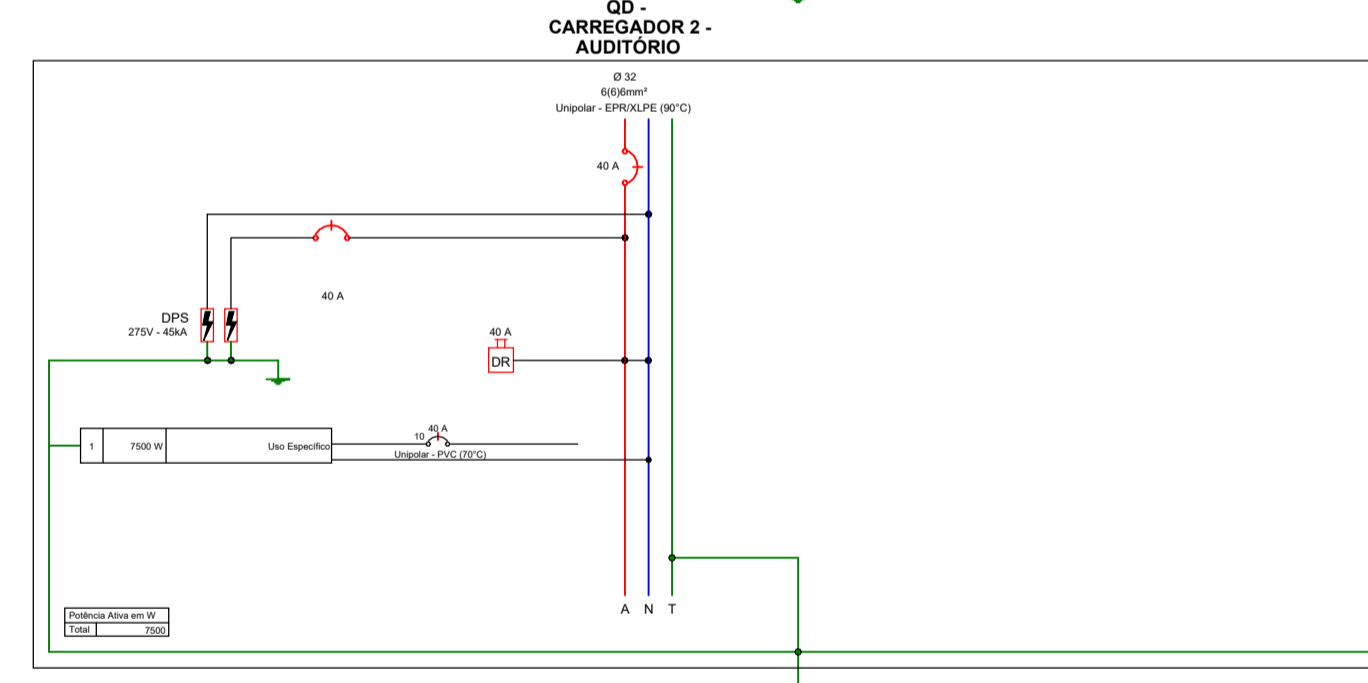 QD -
CARREGADOR 2 -
AUDITÓRIO
Ø 32
6(6)6mm²
Unipolar - EPR/XLPE (90°C)
40 A
40 A
DPS
275V - 45kA
40 A
DR
40 A
10
1 7500 W Uso Específico
Unipolar - PVC (70°C)
A N T
Potência Ativa em W
Total 7500